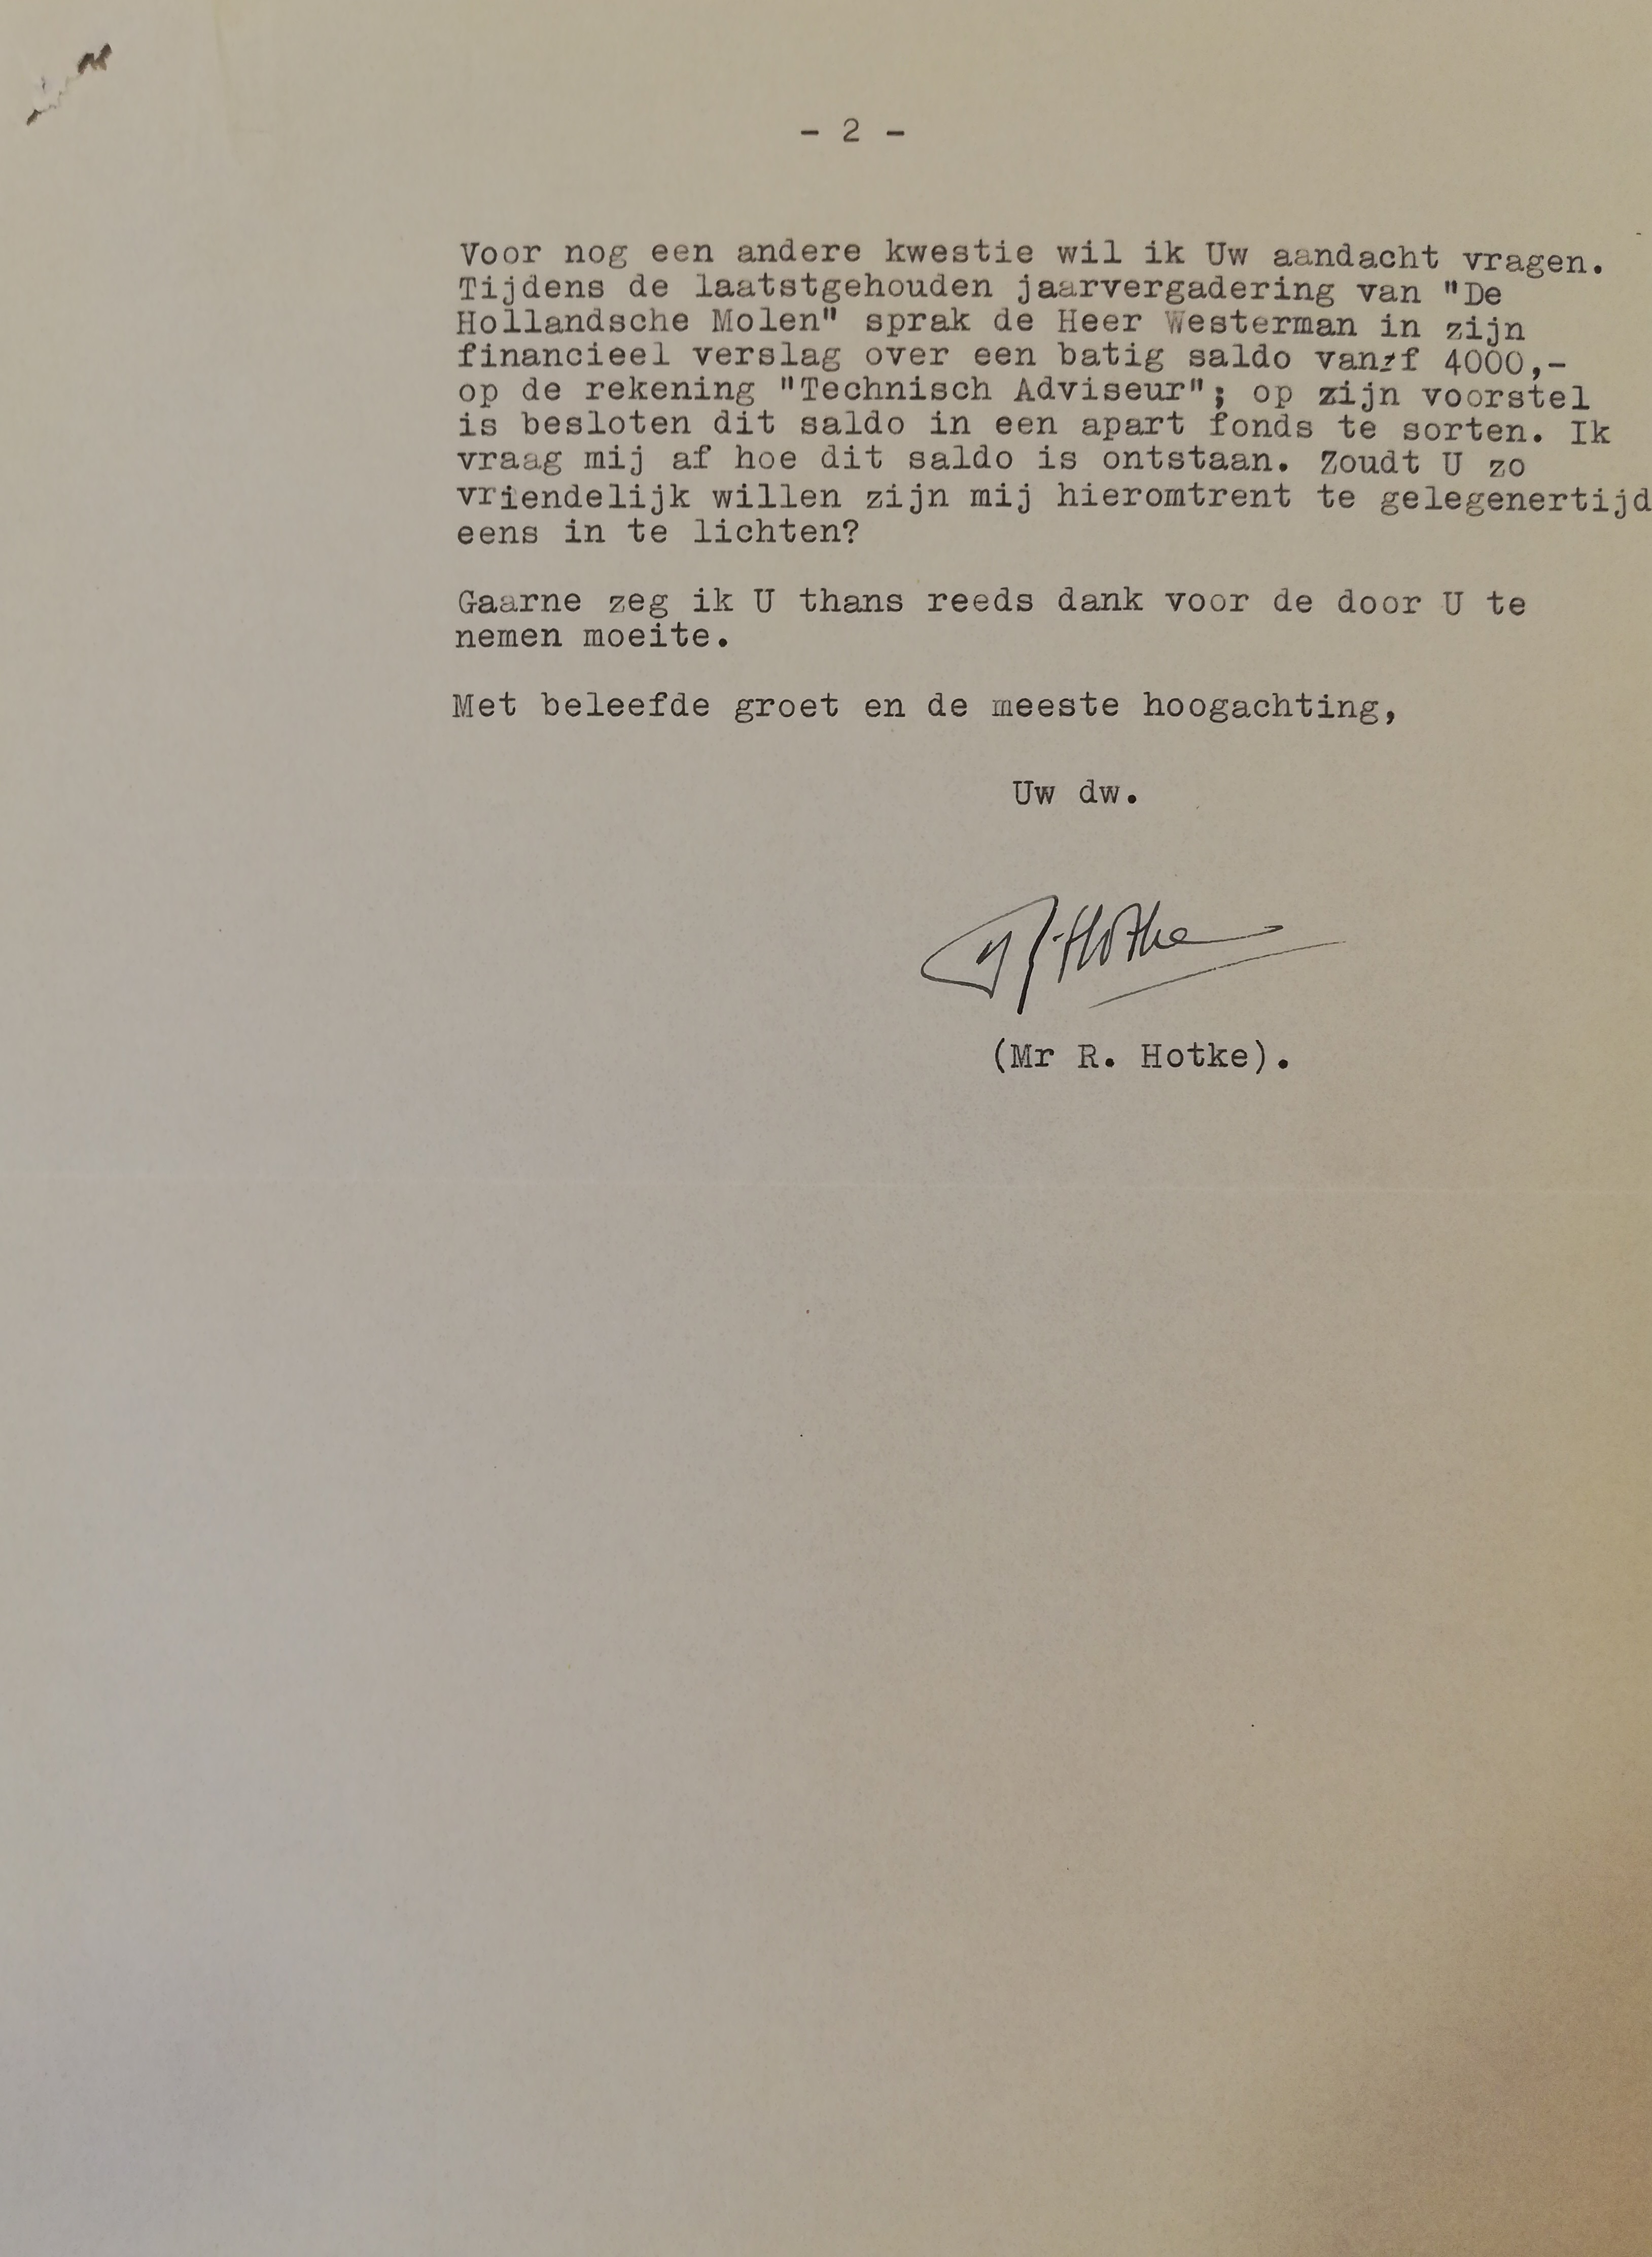 - 2 -
Voor nog een andere kwestie wil ik Uw aandacht vragen.
Tijdens de laatstgehouden jaarvergadering van "De
Hollandsche Molen" sprak de Heer Westerman in zijn
financieel verslag over een batig saldo van f 4000,-
op de rekening "Technisch Adviseur"; op zijn voorstel
is besloten dit saldo in een apart fonds te sorten. Ik
vraag mij af hoe dit saldo is ontstaan. Zoudt U zo
vriendelijk willen zijn mij hieromtrent te gelegenertijd
eens in te lichten?
Gaarne zeg ik U thans reeds dank voor de door U te
nemen moeite.
Met beleefde groet en de meeste hoogachting,
Uw dw.
Hotke
(Mr R. Hotke).